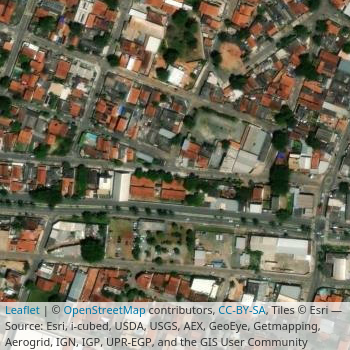 Leaflet | © OpenStreetMap contributors, CC-BY-SA, Tiles © Esri —
Source: Esri, i-cubed, USDA, USGS, AEX, GeoEye, Getmapping,
Aerogrid, IGN, IGP, UPR-EGP, and the GIS User Community